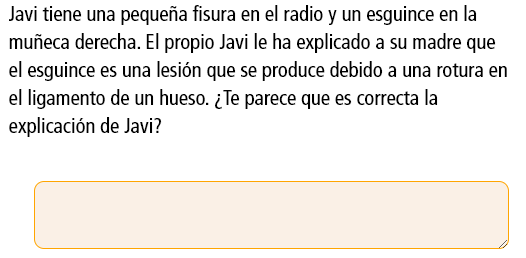 Javi tiene una pequeña fisura en el radio y un esguince en la
muñeca derecha. El propio Javi le ha explicado a su madre que
el esguince es una lesión que se produce debido a una rotura en
el ligamento de un hueso. ¿Te parece que es correcta la
explicación de Javi?